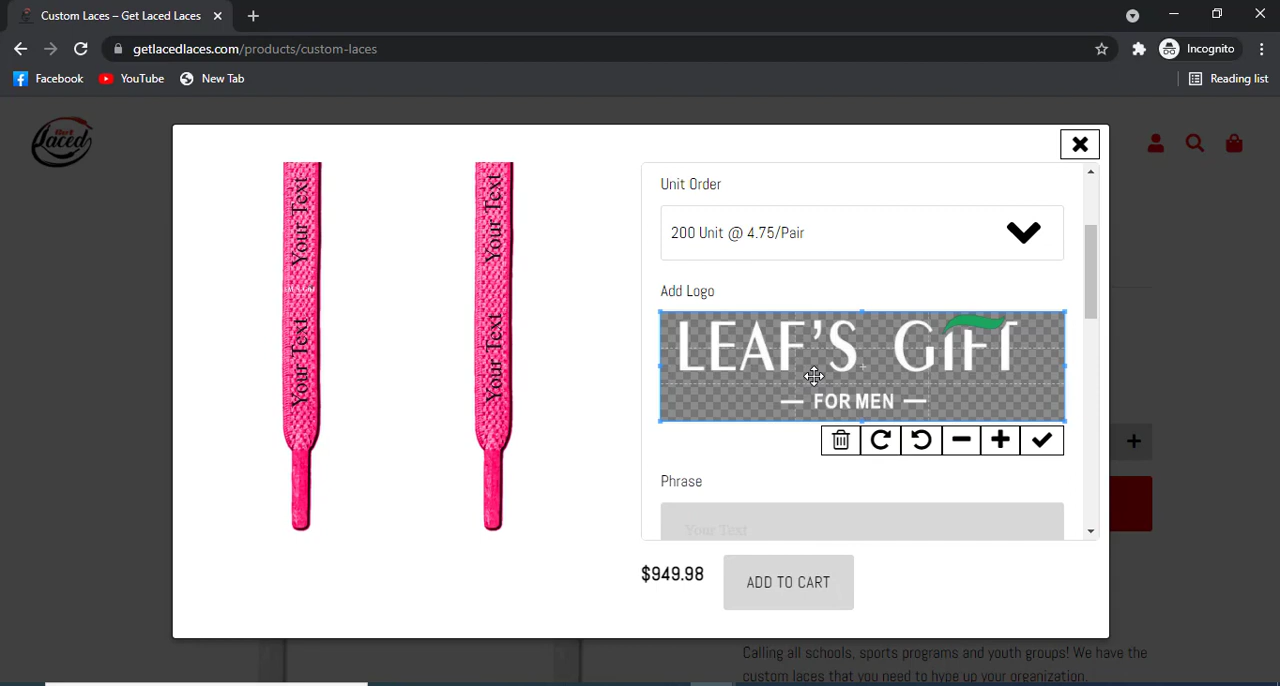 Custom Laces – Get Laced Laces
getlacedlaces.com/products/custom-laces
Incognito
Facebook
YouTube
New Tab
Reading list
laced
Your Text
Your Text
Your Text
Your Text
Unit Order
200 Unit @ 4.75/Pair
Add Logo
LEAF'S GIFT
— FOR MEN —
Phrase
Your Text
$949.98
ADD TO CART
Calling all schools, sports programs and youth groups! We have the
custom laces that you need to hype up your organization.